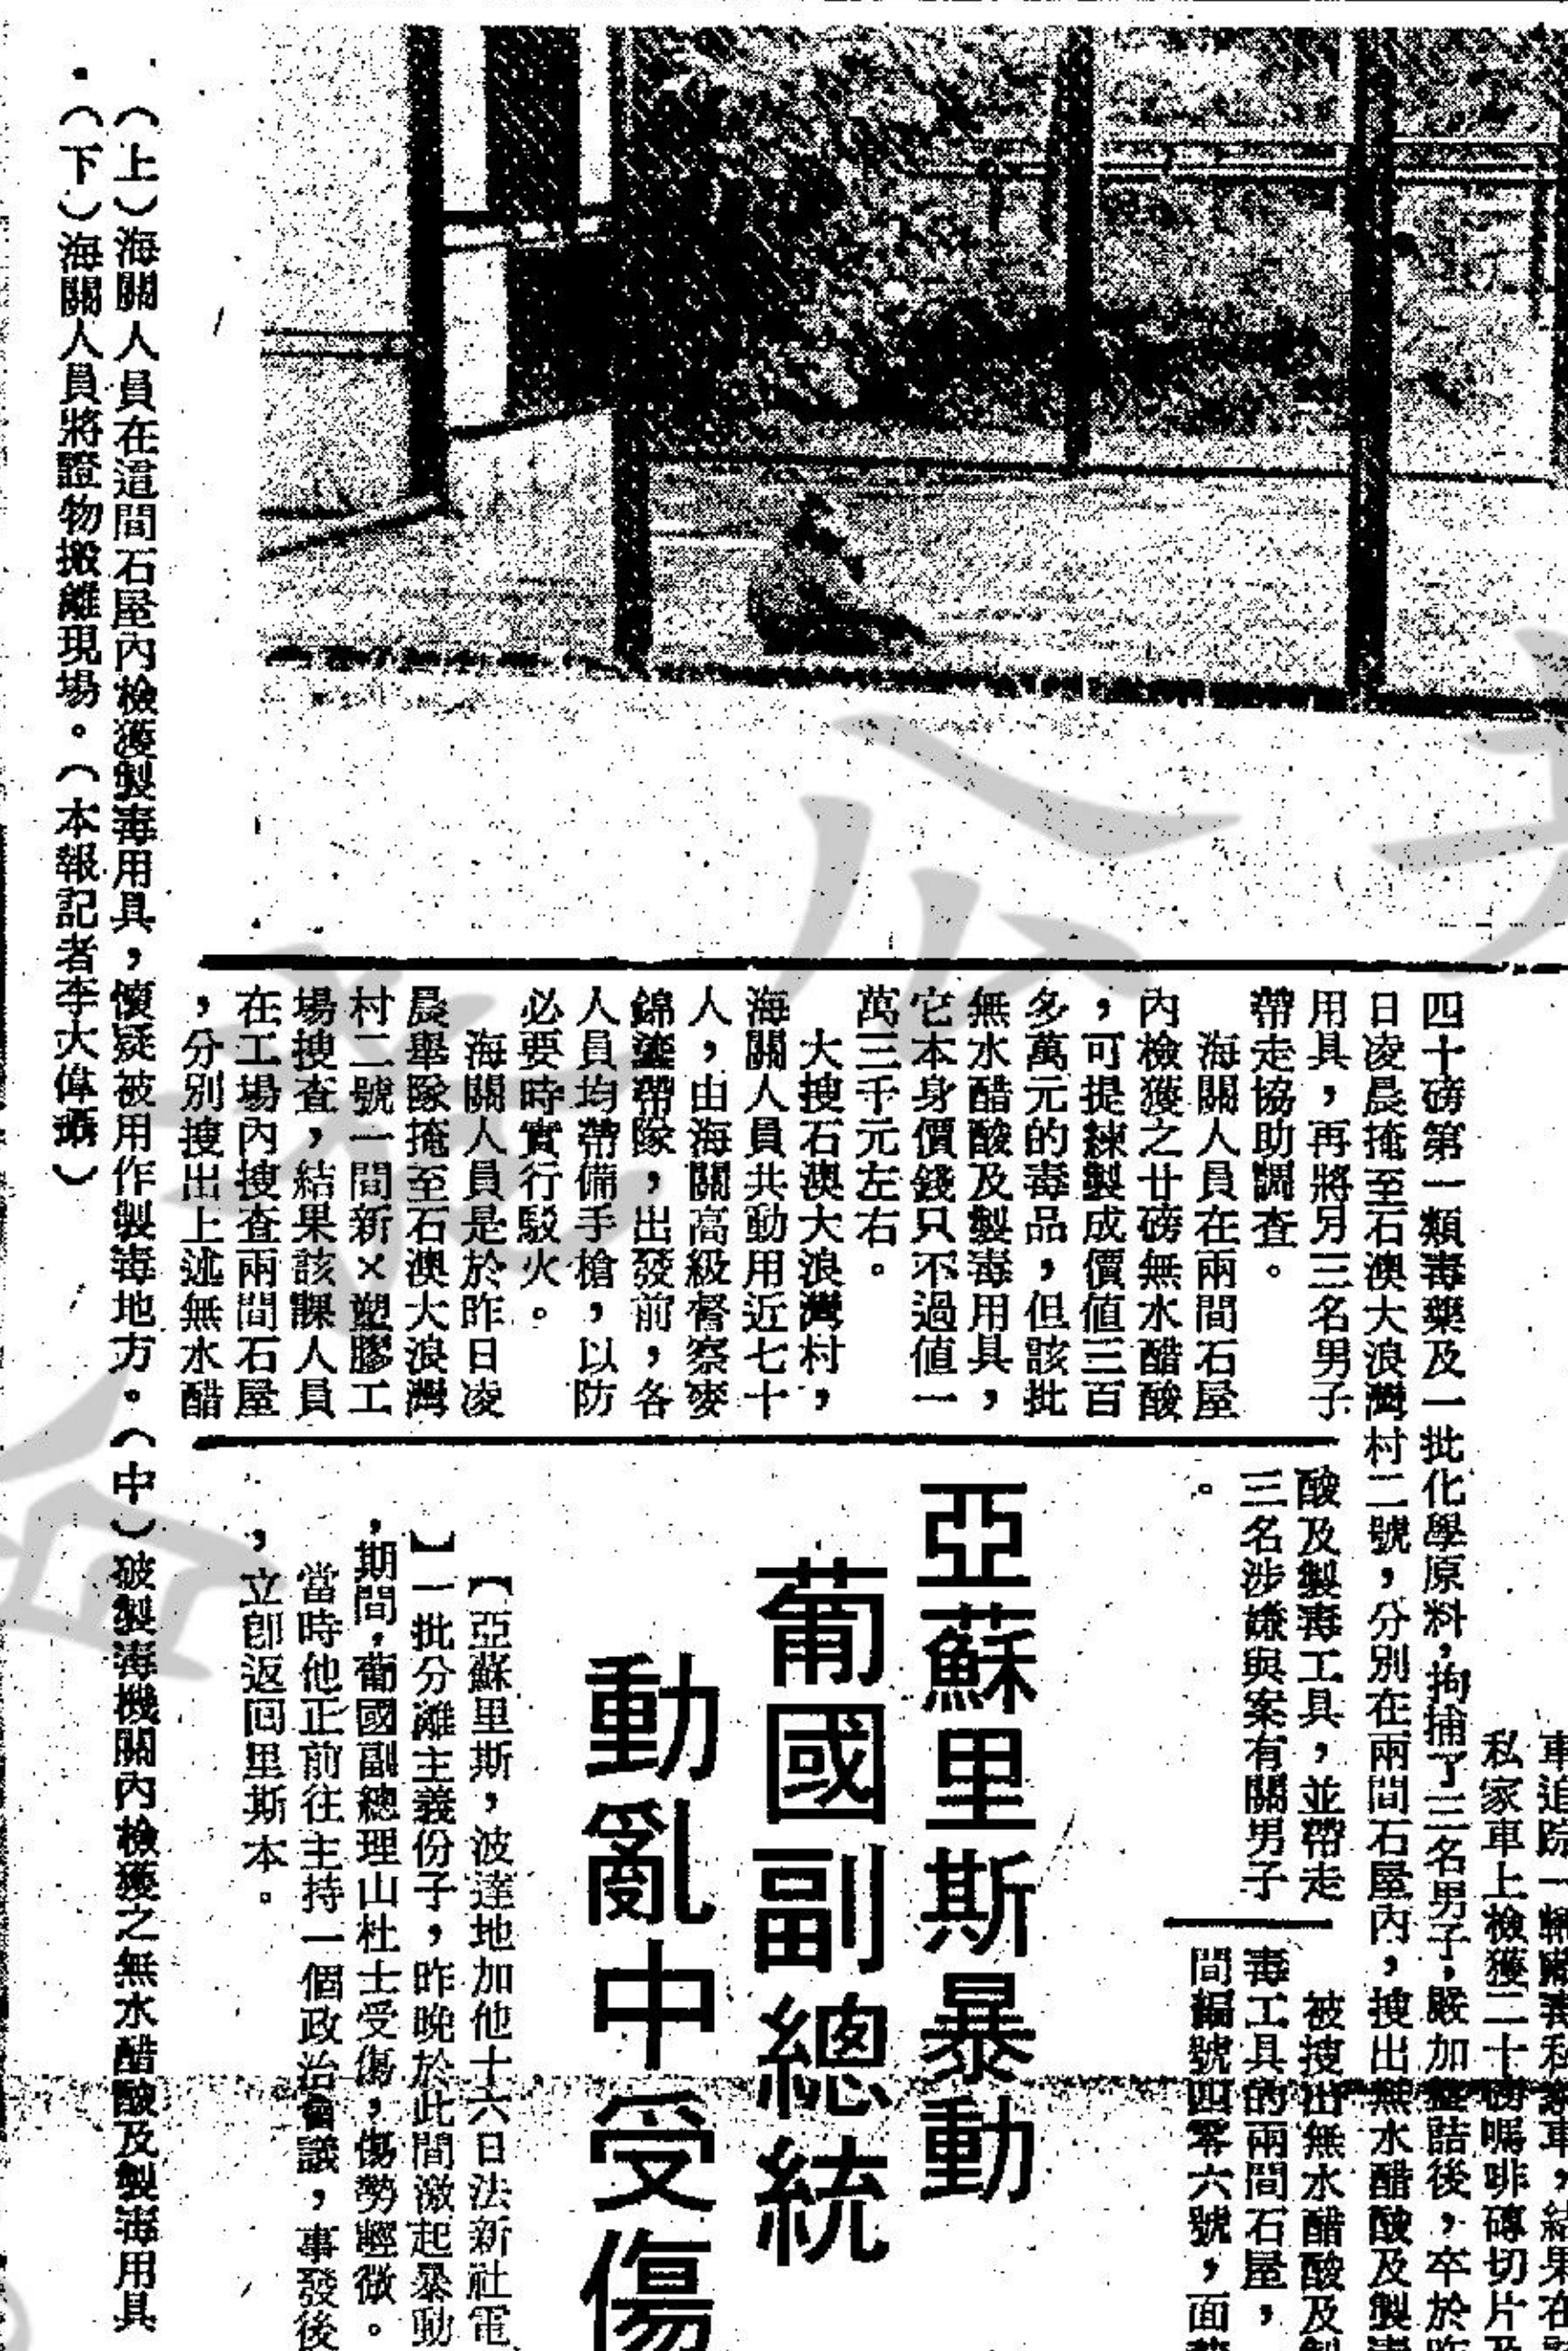 私家車上檢獲二十磅嗎啡磚切片及
四十磅第一類毒藥及一批化學原料，拘捕了三名男子，嚴加盤詰後，卒於昨
日凌晨掩至石澳大浪灣村二號，分別在兩間石屋內，搜出無水醋酸及製毒
用具，再將另三名男子
帶走協助調查。
海關人員在兩間石屋
內檢獲之廿磅無水醋酸
，可提練製成價值三百
多萬元的毒品，但該批
無水醋酸及製毒用具，
它本身價錢只不過值一
萬三千元左右。
大搜石澳大浪灣村，
海關人員共動用近七十
人，由海關高級督察麥
錦鎏帶隊，出發前，各
人員均帶備手槍，以防
必要時實行駁火。
海關人員是於昨日凌
晨舉隊掩至石澳大浪灣
村二號一間新×塑膠工
場搜查，結果該課人員
在工場內搜查兩間石屋
，分別搜出上述無水醋
酸及製毒工具，並帶走
三名涉嫌與案有關男子
。
被搜出無水醋酸及製
毒工具的兩間石屋，
間編號四零六號，面
亞蘇里斯暴動
葡國副總統
動亂中受傷
【亞蘇里斯，波達地加他十六日法新社電
】一批分離主義份子，昨晚於此間激起暴動
，期間，葡國副總理山杜士受傷，傷勢輕微。
當時他正前往主持一個政治會議，事發後
，立卽返回里斯本。
（上）海關人員在這間石屋內檢獲製毒用具，懷疑被用作製毒地方。（中）破製毒機關內檢獲之無水醋酸及製毒用具
。（下）海關人員將證物搬離現場。（本報記者李大偉攝）